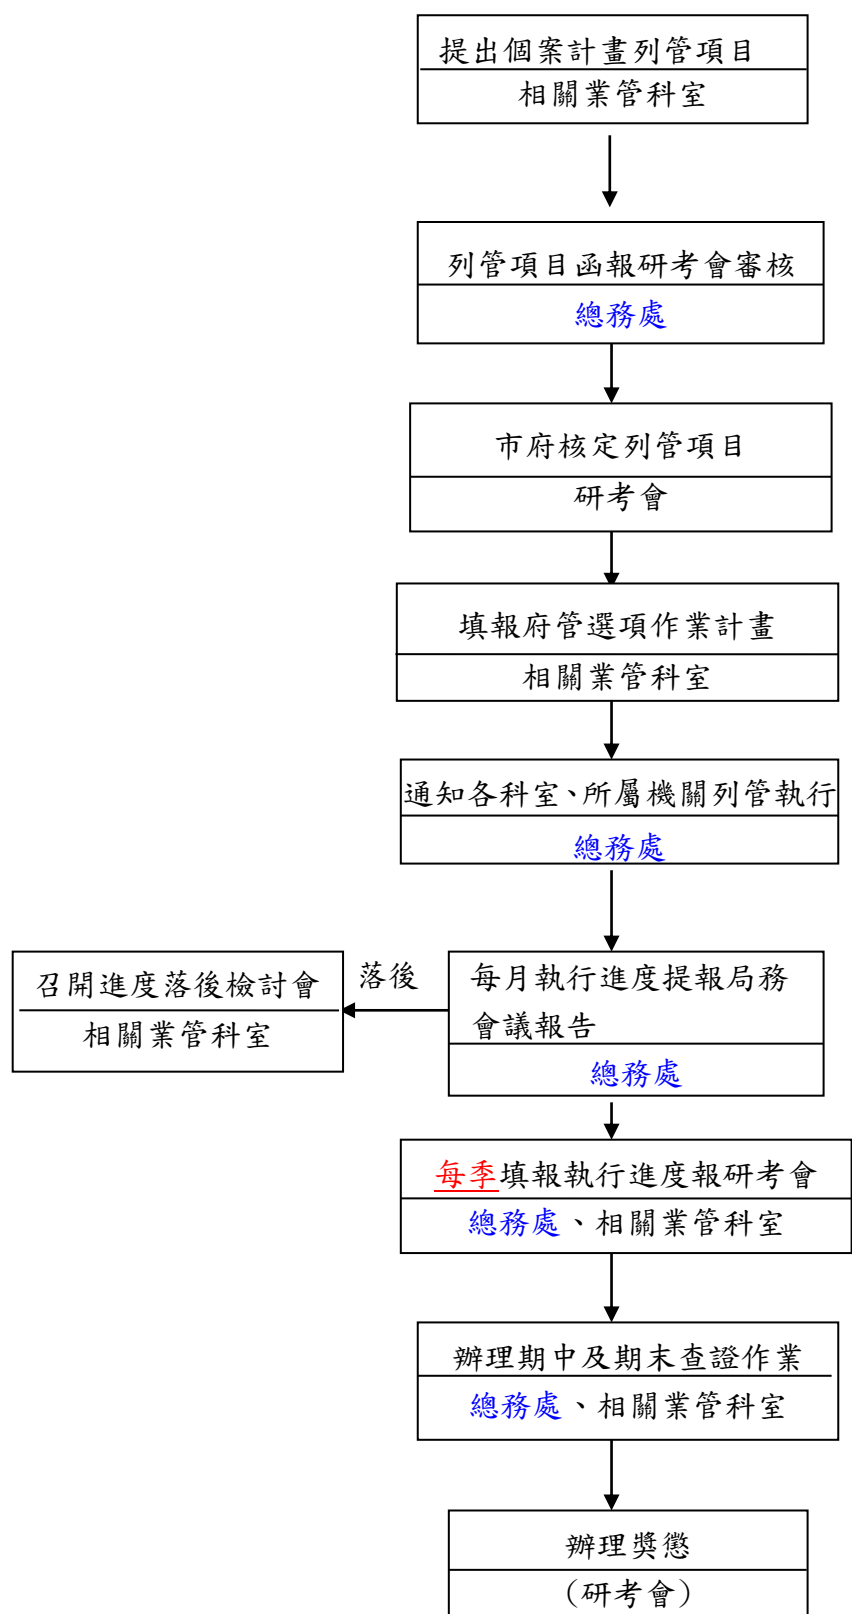 提出個案計畫列管項目
相關業管科室
列管項目函報研考會審核
總務處
市府核定列管項目
研考會
填報府管選項作業計畫
相關業管科室
通知各科室、所屬機關列管執行
總務處
召開進度落後檢討會
相關業管科室
落後
每月執行進度提報局務
會議報告
總務處
每季填報執行進度報研考會
總務處、相關業管科室
辦理期中及期末查證作業
總務處、相關業管科室
辦理獎懲
(研考會)